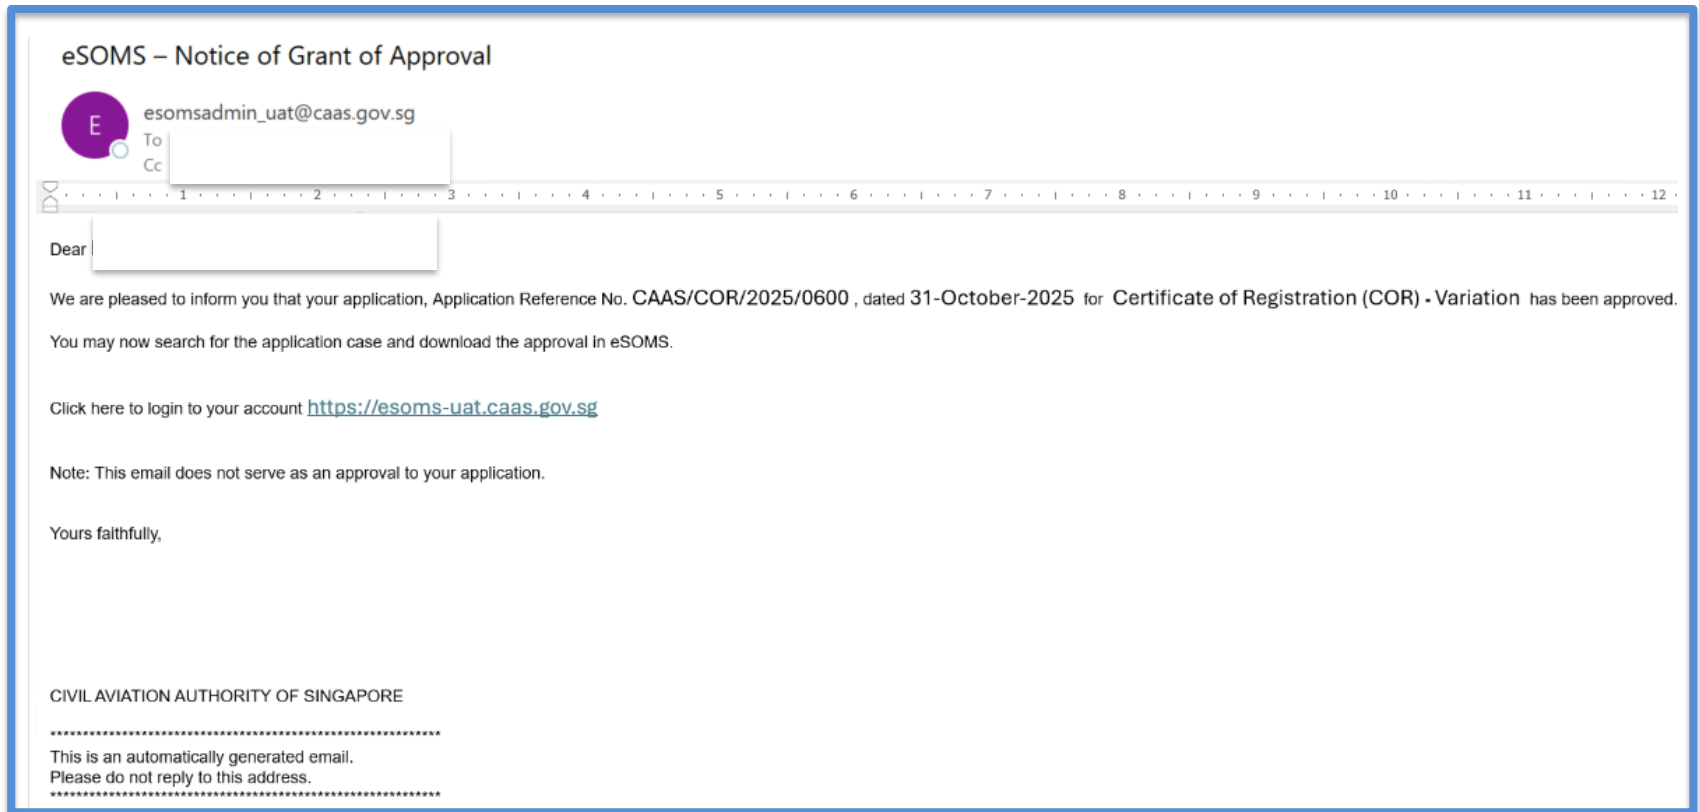 eSOMS – Notice of Grant of Approval
E
esomsadmin_uat@caas.gov.sg
To
Cc
1 2 3 4 5 6 7 8 9 10 11 12
Dear
We are pleased to inform you that your application, Application Reference No. CAAS/COR/2025/0600 , dated 31-October-2025 for Certificate of Registration (COR) - Variation has been approved.
You may now search for the application case and download the approval in eSOMS.
Click here to login to your account https://esoms-uat.caas.gov.sg
Note: This email does not serve as an approval to your application.
Yours faithfully,
CIVIL AVIATION AUTHORITY OF SINGAPORE
************************************************************
This is an automatically generated email.
Please do not reply to this address.
************************************************************